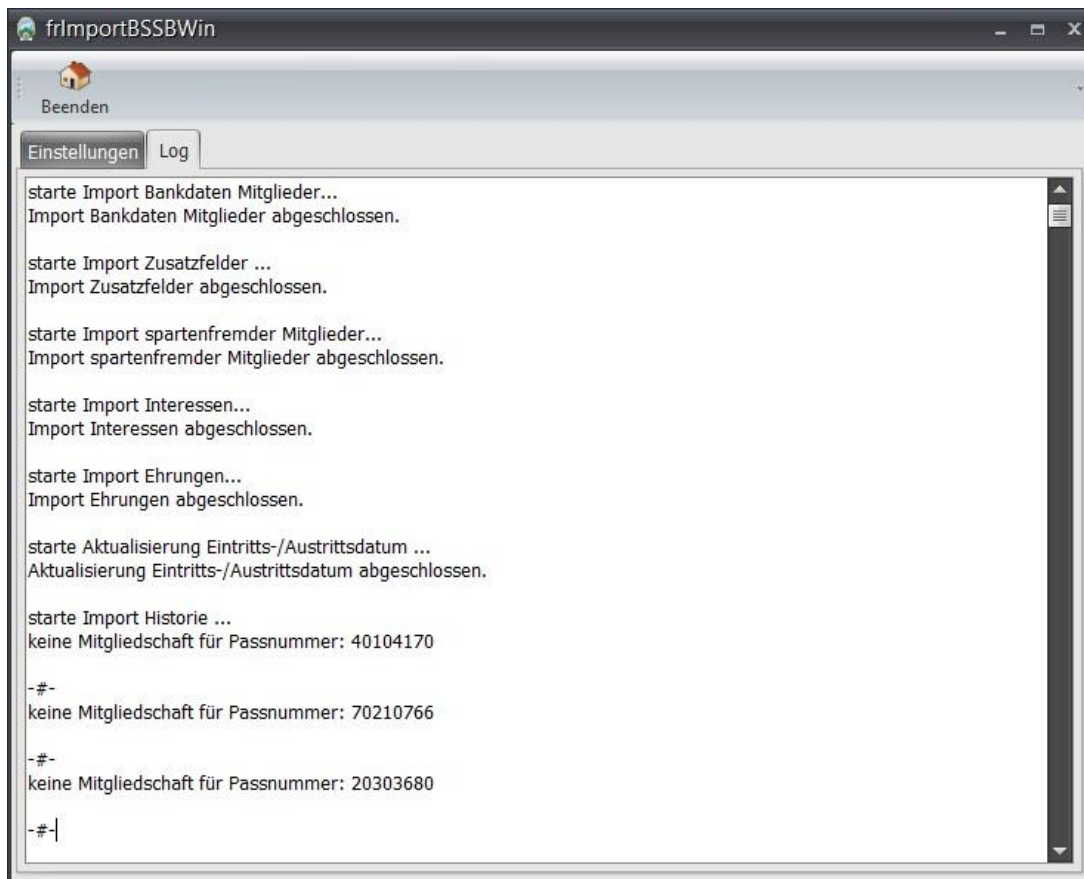 frImportBSSBWin
Beenden
Einstellungen
Log
starte Import Bankdaten Mitglieder...
Import Bankdaten Mitglieder abgeschlossen.
starte Import Zusatzfelder ...
Import Zusatzfelder abgeschlossen.
starte Import spartenfremder Mitglieder...
Import spartenfremder Mitglieder abgeschlossen.
starte Import Interessen...
Import Interessen abgeschlossen.
starte Import Ehrungen...
Import Ehrungen abgeschlossen.
starte Aktualisierung Eintritts-/Austrittsdatum ...
Aktualisierung Eintritts-/Austrittsdatum abgeschlossen.
starte Import Historie ...
keine Mitgliedschaft für Passnummer: 40104170
-#-
keine Mitgliedschaft für Passnummer: 70210766
-#-
keine Mitgliedschaft für Passnummer: 20303680
-#-